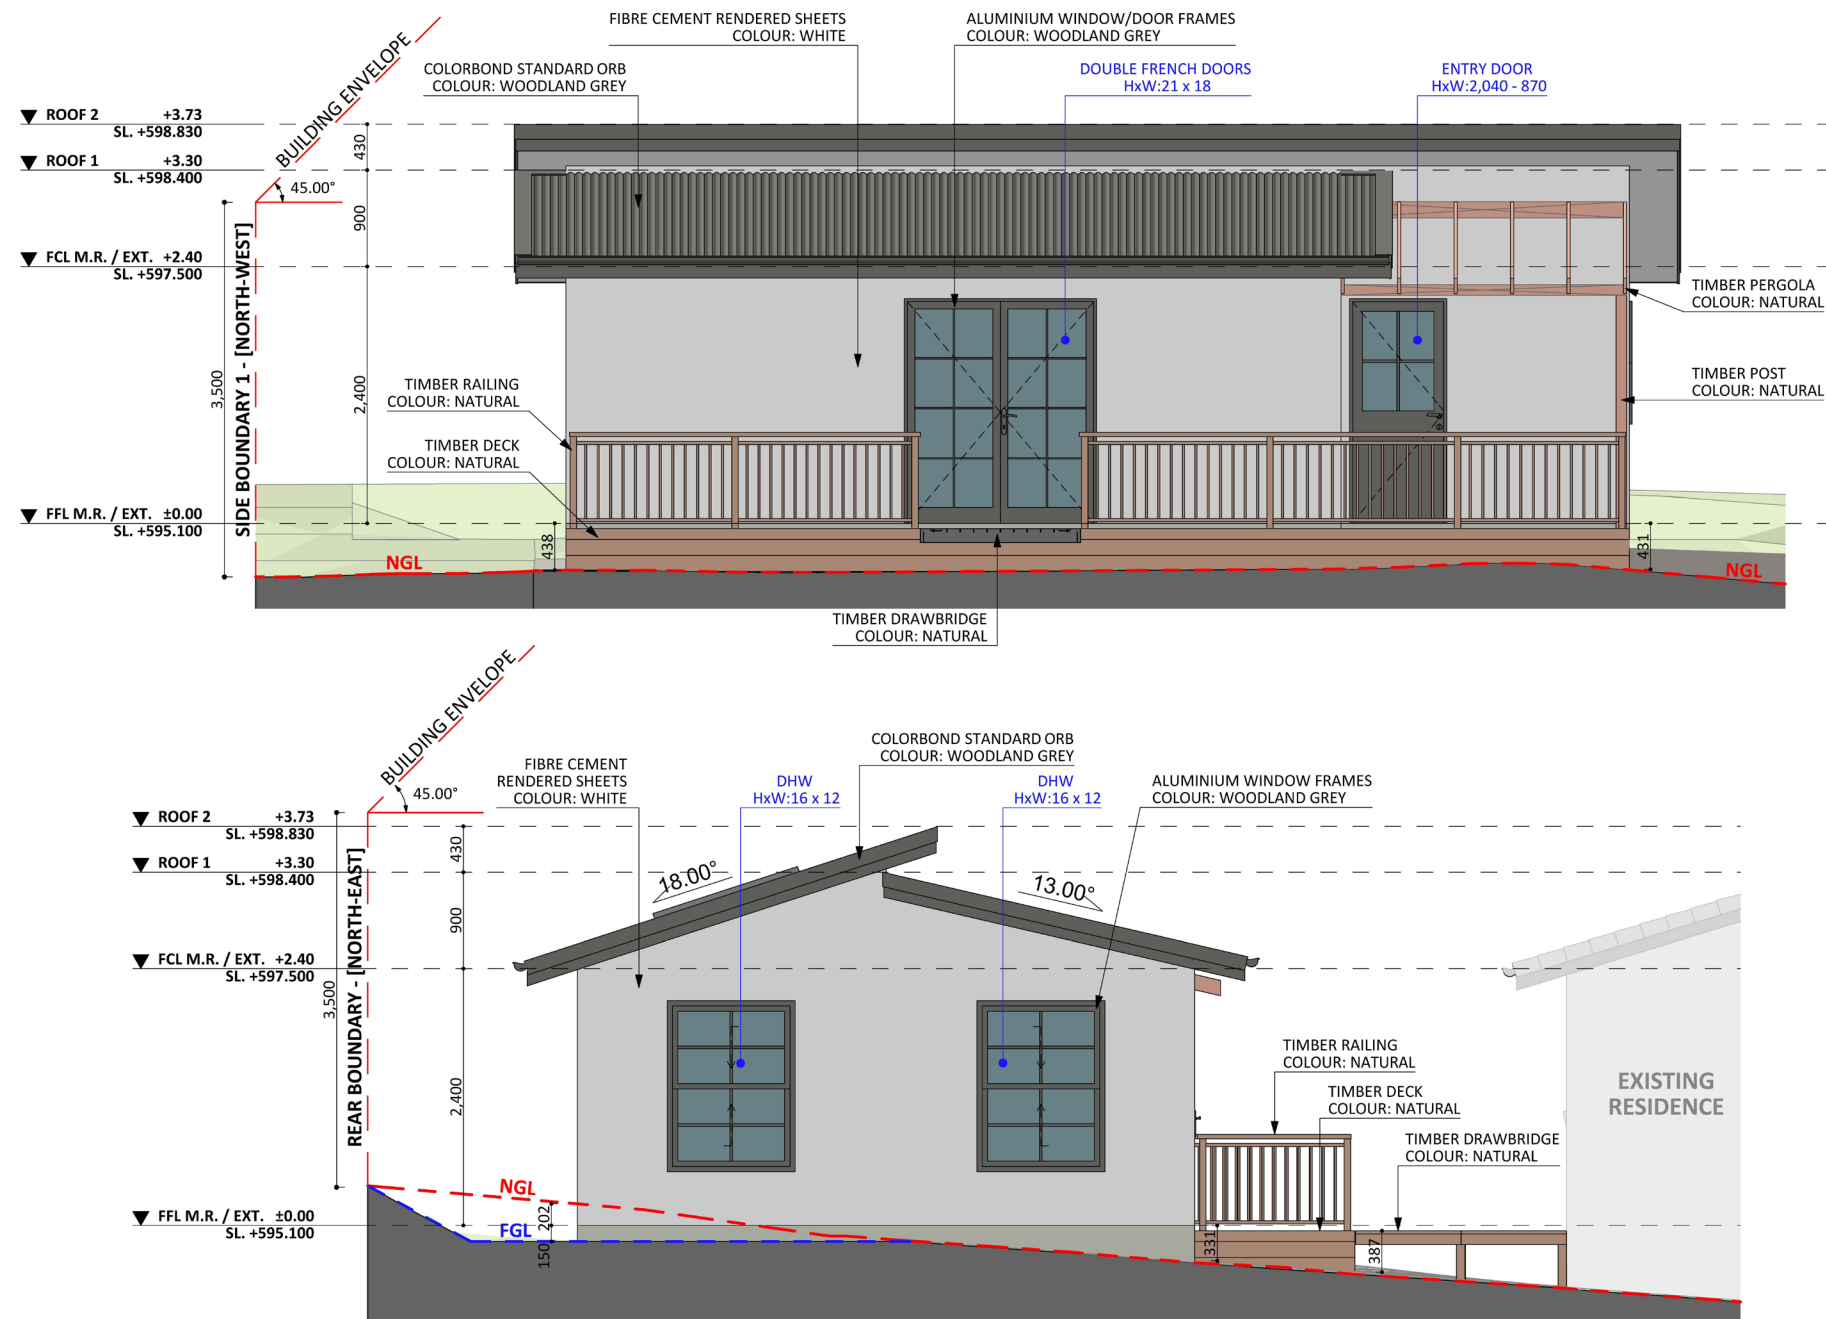 FIBRE CEMENT RENDERED SHEETS
COLOUR: WHITE
ALUMINIUM WINDOW/DOOR FRAMES
COLOUR: WOODLAND GREY
COLORBOND STANDARD ORB
COLOUR: WOODLAND GREY
DOUBLE FRENCH DOORS
HxW:21 x 18
ENTRY DOOR
HxW:2,040 - 870
BUILDING ENVELOPE
45.00°
ROOF 2 +3.73
SL. +598.830
ROOF 1 +3.30
SL. +598.400
FCL M.R. / EXT. +2.40
SL. +597.500
FFL M.R. / EXT. ±0.00
SL. +595.100
430
900
2,400
3,500
SIDE BOUNDARY 1 - [NORTH-WEST]
TIMBER PERGOLA
COLOUR: NATURAL
TIMBER POST
COLOUR: NATURAL
TIMBER RAILING
COLOUR: NATURAL
TIMBER DECK
COLOUR: NATURAL
438
431
NGL
NGL
TIMBER DRAWBRIDGE
COLOUR: NATURAL
BUILDING ENVELOPE
45.00°
COLORBOND STANDARD ORB
COLOUR: WOODLAND GREY
FIBRE CEMENT
RENDERED SHEETS
COLOUR: WHITE
DHW
HxW:16 x 12
DHW
HxW:16 x 12
ALUMINIUM WINDOW FRAMES
COLOUR: WOODLAND GREY
ROOF 2 +3.73
SL. +598.830
ROOF 1 +3.30
SL. +598.400
FCL M.R. / EXT. +2.40
SL. +597.500
FFL M.R. / EXT. ±0.00
SL. +595.100
430
900
2,400
3,500
REAR BOUNDARY - [NORTH-EAST]
18.00°
13.00°
TIMBER RAILING
COLOUR: NATURAL
TIMBER DECK
COLOUR: NATURAL
TIMBER DRAWBRIDGE
COLOUR: NATURAL
EXISTING
RESIDENCE
NGL
FGL
202
150
331
387